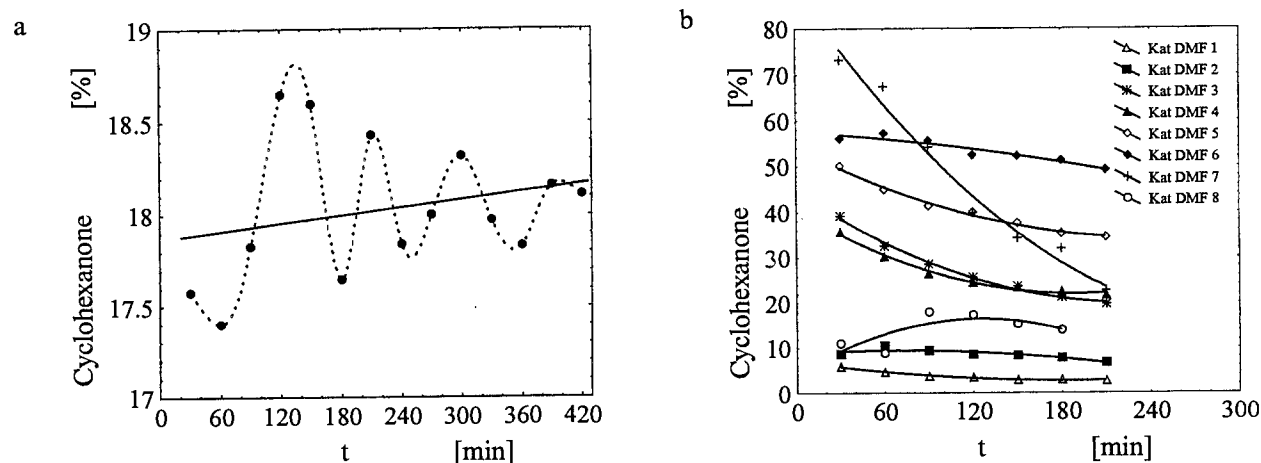 a
Cyclohexanone [%]
19
18.5
18
17.5
17
0 60 120 180 240 300 360 420
t [min]
b
Cyclohexanone [%]
80
70
60
50
40
30
20
10
0
0 60 120 180 240 300
t [min]
Kat DMF 1
Kat DMF 2
Kat DMF 3
Kat DMF 4
Kat DMF 5
Kat DMF 6
Kat DMF 7
Kat DMF 8